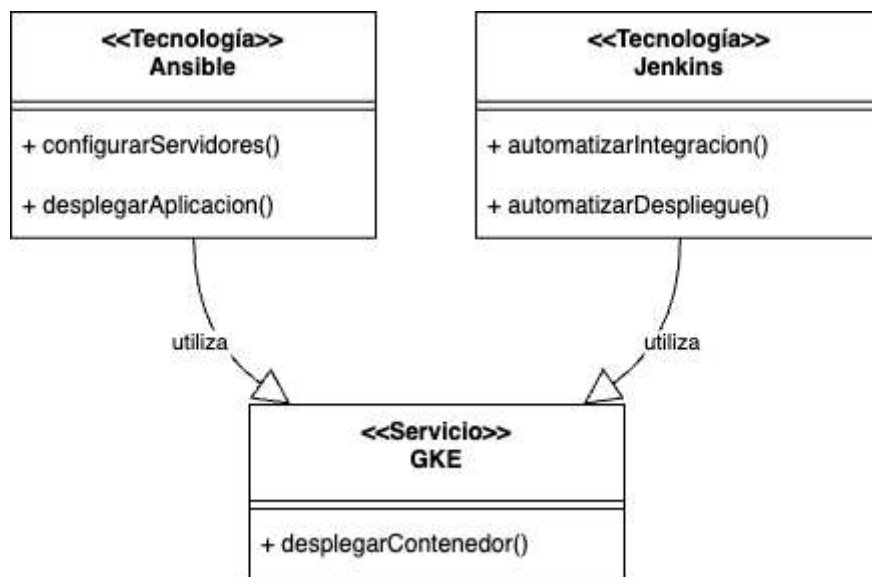 <<Tecnología>>
Ansible
+ configurarServidores()
+ desplegarAplicacion()
<<Tecnología>>
Jenkins
+ automatizarIntegracion()
+ automatizarDespliegue()
utiliza
utiliza
<<Servicio>>
GKE
+ desplegarContenedor()